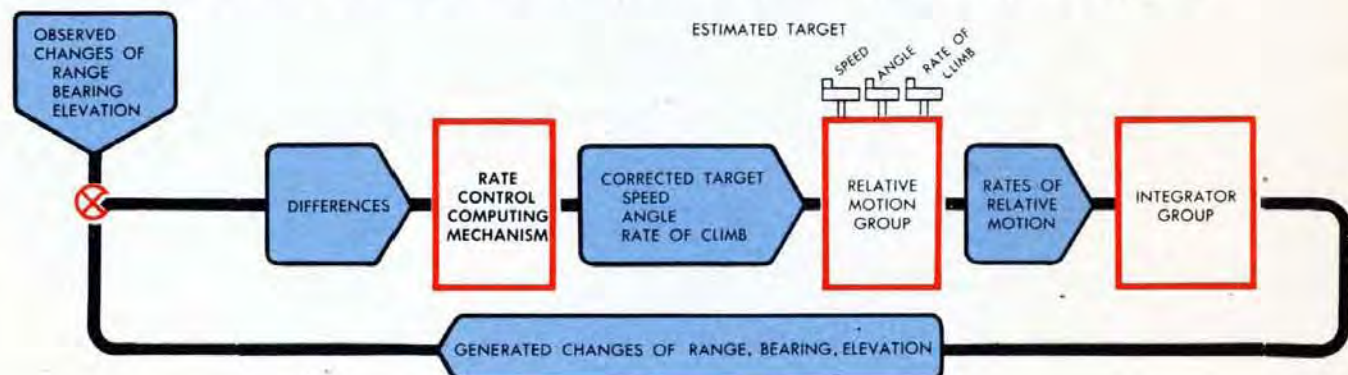 OBSERVED
CHANGES OF
RANGE
BEARING
ELEVATION
ESTIMATED TARGET
SPEED
ANGLE
RATE OF
CLIMB
DIFFERENCES
RATE
CONTROL
COMPUTING
MECHANISM
CORRECTED TARGET
SPEED
ANGLE
RATE OF CLIMB
RELATIVE
MOTION
GROUP
RATES OF
RELATIVE
MOTION
INTEGRATOR
GROUP
GENERATED CHANGES OF RANGE, BEARING, ELEVATION